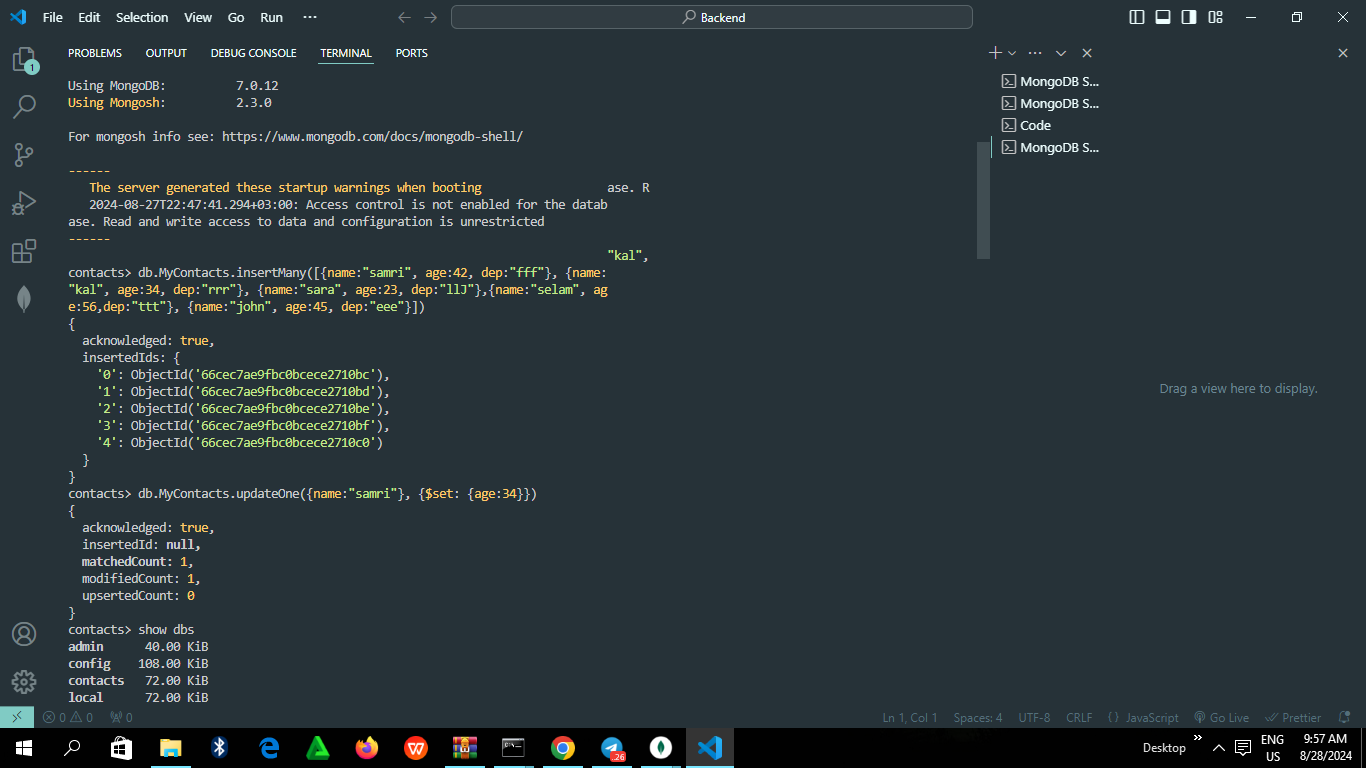 File Edit Selection View Go Run ···
Backend
PROBLEMS OUTPUT DEBUG CONSOLE TERMINAL PORTS
1
Using MongoDB: 7.0.12
Using Mongosh: 2.3.0
For mongosh info see: https://www.mongodb.com/docs/mongodb-shell/
------
The server generated these startup warnings when booting ase. R
2024-08-27T22:47:41.294+03:00: Access control is not enabled for the datab
ase. Read and write access to data and configuration is unrestricted
------
"kal",
contacts> db.MyContacts.insertMany([{name:"samri", age:42, dep:"fff"}, {name:
"kal", age:34, dep:"rrr"}, {name:"sara", age:23, dep:"llJ"},{name:"selam", ag
e:56,dep:"ttt"}, {name:"john", age:45, dep:"eee"}])
{
acknowledged: true,
insertedIds: {
'0': ObjectId('66cec7ae9fbc0bcece2710bc'),
'1': ObjectId('66cec7ae9fbc0bcece2710bd'),
'2': ObjectId('66cec7ae9fbc0bcece2710be'),
'3': ObjectId('66cec7ae9fbc0bcece2710bf'),
'4': ObjectId('66cec7ae9fbc0bcece2710c0')
}
}
contacts> db.MyContacts.updateOne({name:"samri"}, {$set: {age:34}})
{
acknowledged: true,
insertedId: null,
matchedCount: 1,
modifiedCount: 1,
upsertedCount: 0
}
contacts> show dbs
admin 40.00 KiB
config 108.00 KiB
contacts 72.00 KiB
local 72.00 KiB
MongoDB S...
MongoDB S...
Code
MongoDB S...
Drag a view here to display.
0 0 0
Ln 1, Col 1 Spaces: 4 UTF-8 CRLF {} JavaScript Go Live Prettier
26
Desktop
ENG
US
9:57 AM
8/28/2024